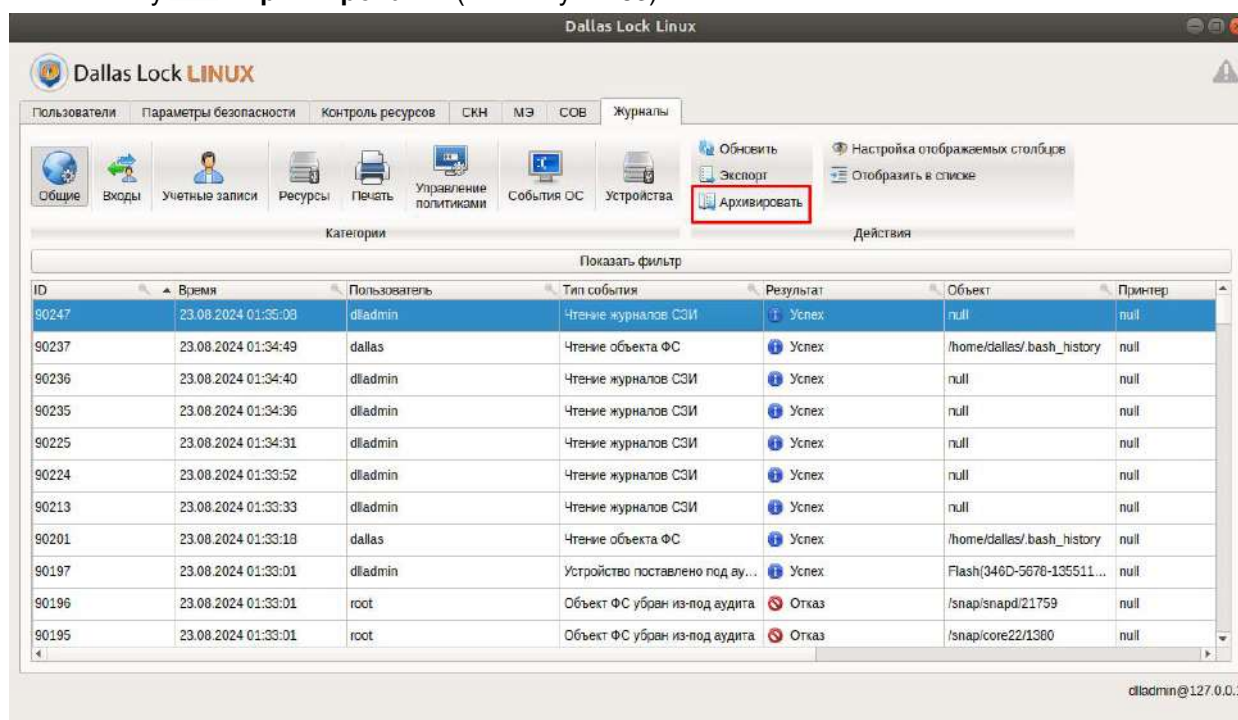 Dallas Lock Linux
Dallas Lock LINUX
Пользователи Параметры безопасности Контроль ресурсов СКН МЭ СОВ Журналы
Общие Входы Учетные записи Ресурсы Печать Управление политиками События ОС Устройства
Обновить Настройка отображаемых столбцов
Экспорт Отобразить в списке
Архивировать
Категории Действия
Показать фильтр
ID Время Пользователь Тип события Результат Объект Принтер
90247 23.08.2024 01:35:08 dlladmin Чтение журналов СЗИ Успех null null
90237 23.08.2024 01:34:49 dallas Чтение объекта ФС Успех /home/dallas/.bash_history null
90236 23.08.2024 01:34:40 dlladmin Чтение журналов СЗИ Успех null null
90235 23.08.2024 01:34:36 dlladmin Чтение журналов СЗИ Успех null null
90225 23.08.2024 01:34:31 dlladmin Чтение журналов СЗИ Успех null null
90224 23.08.2024 01:33:52 dlladmin Чтение журналов СЗИ Успех null null
90213 23.08.2024 01:33:33 dlladmin Чтение журналов СЗИ Успех null null
90201 23.08.2024 01:33:18 dallas Чтение объекта ФС Успех /home/dallas/.bash_history null
90197 23.08.2024 01:33:01 dlladmin Устройство поставлено под ау... Успех Flash(346D-5678-135511... null
90196 23.08.2024 01:33:01 root Объект ФС убран из-под аудита Отказ /snap/snapd/21759 null
90195 23.08.2024 01:33:01 root Объект ФС убран из-под аудита Отказ /snap/core22/1380 null
dlladmin@127.0.0.